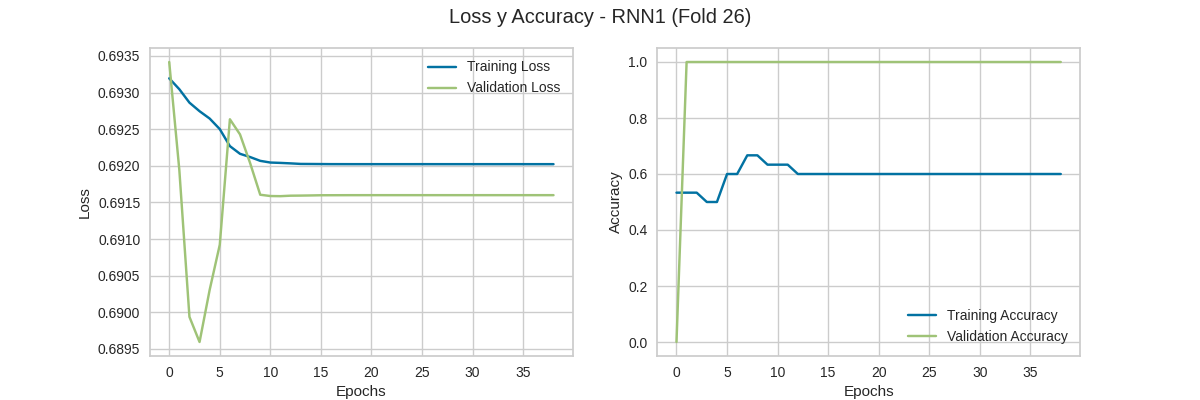 Loss y Accuracy - RNN1 (Fold 26)
0.6935
0.6930
0.6925
0.6920
0.6915
0.6910
0.6905
0.6900
0.6895
Loss
Training Loss
Validation Loss
0 5 10 15 20 25 30 35
Epochs
1.0
0.8
0.6
0.4
0.2
0.0
Accuracy
Training Accuracy
Validation Accuracy
0 5 10 15 20 25 30 35
Epochs